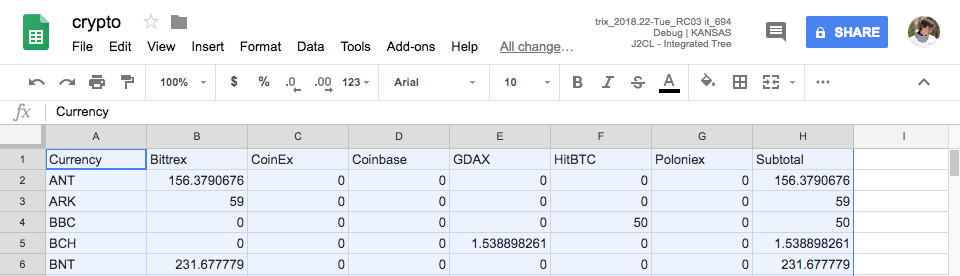 crypto
trix_2018.22-Tue_RC03 it_694
Debug | KANSAS
J2CL - Integrated Tree
SHARE
File Edit View Insert Format Data Tools Add-ons Help All change…
100% $ % .0 .00 123 Arial 10 B I S A
fx Currency
A B C D E F G H I
1 Currency Bittrex CoinEx Coinbase GDAX HitBTC Poloniex Subtotal
2 ANT 156.3790676 0 0 0 0 0 156.3790676
3 ARK 59 0 0 0 0 0 59
4 BBC 0 0 0 0 50 0 50
5 BCH 0 0 0 1.538898261 0 0 1.538898261
6 BNT 231.677779 0 0 0 0 0 231.677779